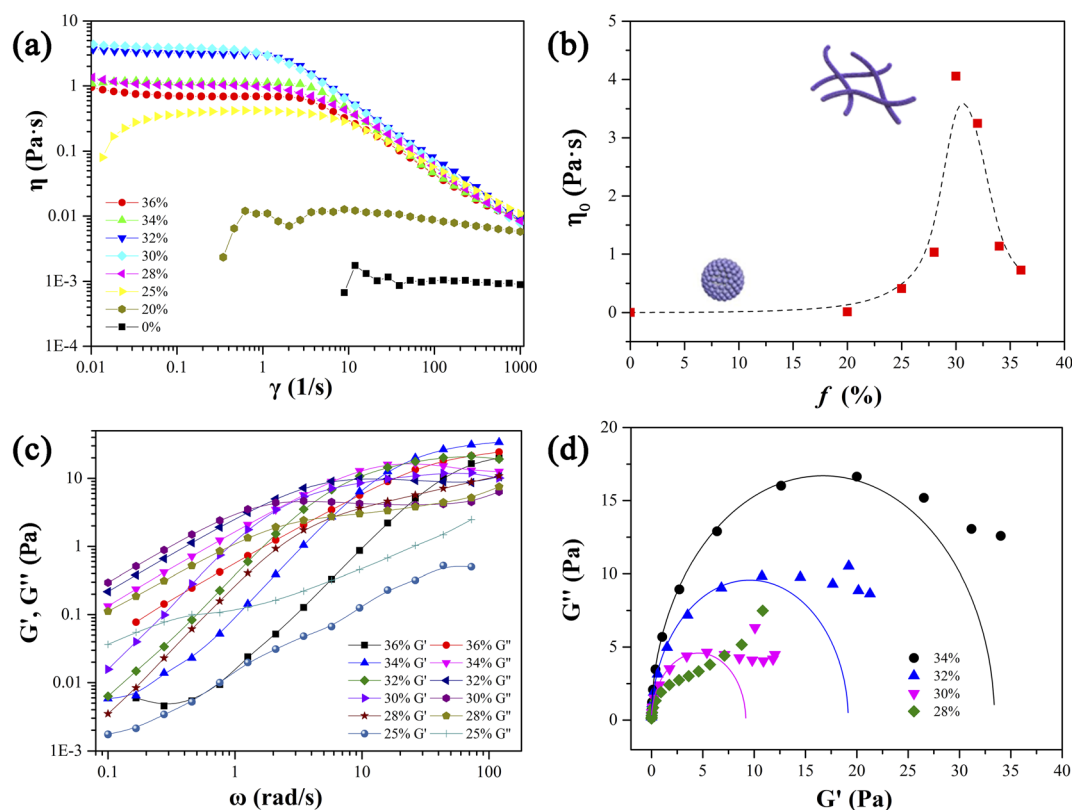 (a)
η (Pa·s)
10
1
0.1
0.01
1E-3
1E-4
36%
34%
32%
30%
28%
25%
20%
0%
0.01 0.1 1 10 100 1000
γ (1/s)
(b)
η0 (Pa·s)
5
4
3
2
1
0
0 5 10 15 20 25 30 35 40
f (%)
(c)
G', G'' (Pa)
10
1
0.1
0.01
1E-3
36% G' 36% G''
34% G' 34% G''
32% G' 32% G''
30% G' 30% G''
28% G' 28% G''
25% G' 25% G''
0.1 1 10 100
ω (rad/s)
(d)
G'' (Pa)
20
15
10
5
0
34%
32%
30%
28%
0 5 10 15 20 25 30 35 40
G' (Pa)